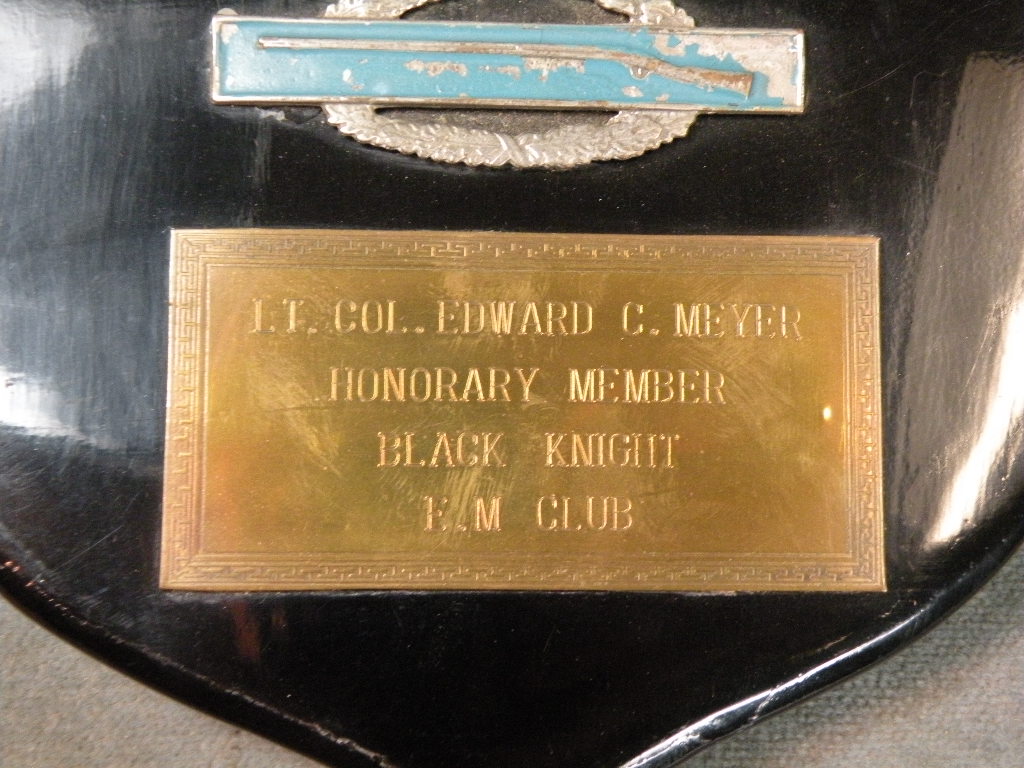 LT. COL. EDWARD C. MEYER
HONORARY MEMBER
BLACK KNIGHT
E.M CLUB